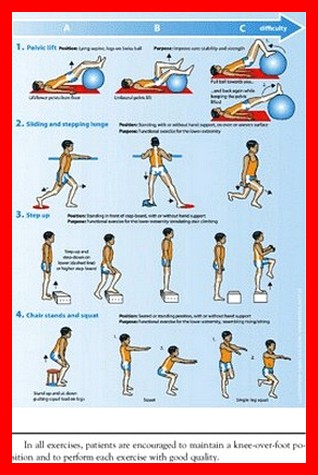 A B C difficulty
1. Pelvic lift Position: Lying supine, legs on Swiss ball Purpose: Improve core stability and strength
Lift/lower pelvis from floor
Unilateral pelvic lift
Pull ball towards one...
...and back again while
keeping the pelvis
lifted
2. Sliding and stepping lunge Position: Standing, with or without hand support, on even or uneven surface
Purpose: Functional exercise for the lower extremity
3. Step up Position: Standing in front of step-board, with or without hand support
Purpose: Functional exercise for the lower extremity simulating stair climbing
Step up and
step down on
lower (dashed line)
or higher step-board
4. Chair stands and squat Position: Seated or standing position, with or without hand support
Purpose: Functional exercise for the lower extremity, resembling rising/sitting
Stand up and sit down
putting equal load on legs
1. 2.
Squat
1. 2.
Single-leg squat
In all exercises, patients are encouraged to maintain a knee-over-foot po-
sition and to perform each exercise with good quality.